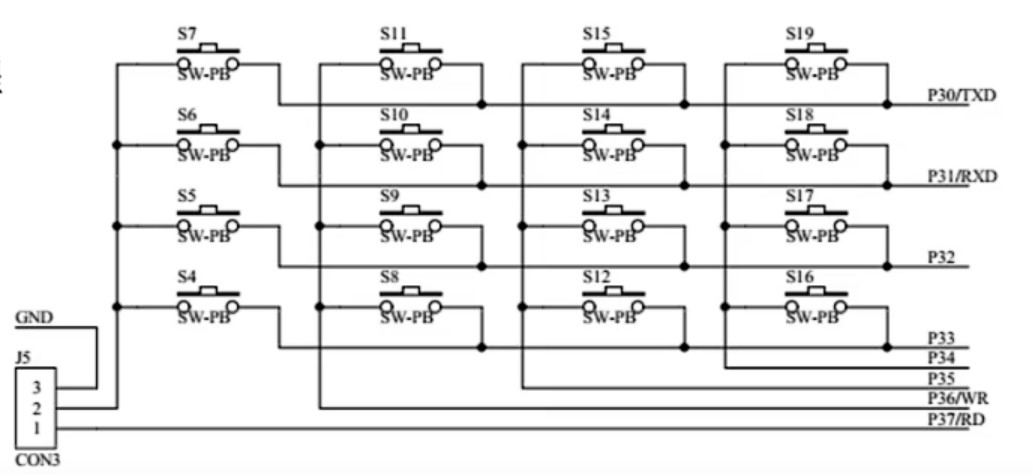 S7 S11 S15 S19
SW-PB SW-PB SW-PB SW-PB
P30/TXD
S6 S10 S14 S18
SW-PB SW-PB SW-PB SW-PB
P31/RXD
S5 S9 S13 S17
SW-PB SW-PB SW-PB SW-PB
P32
S4 S8 S12 S16
SW-PB SW-PB SW-PB SW-PB
GND
P33
J5
P34
3
P35
2
P36/WR
1
P37/RD
CON3